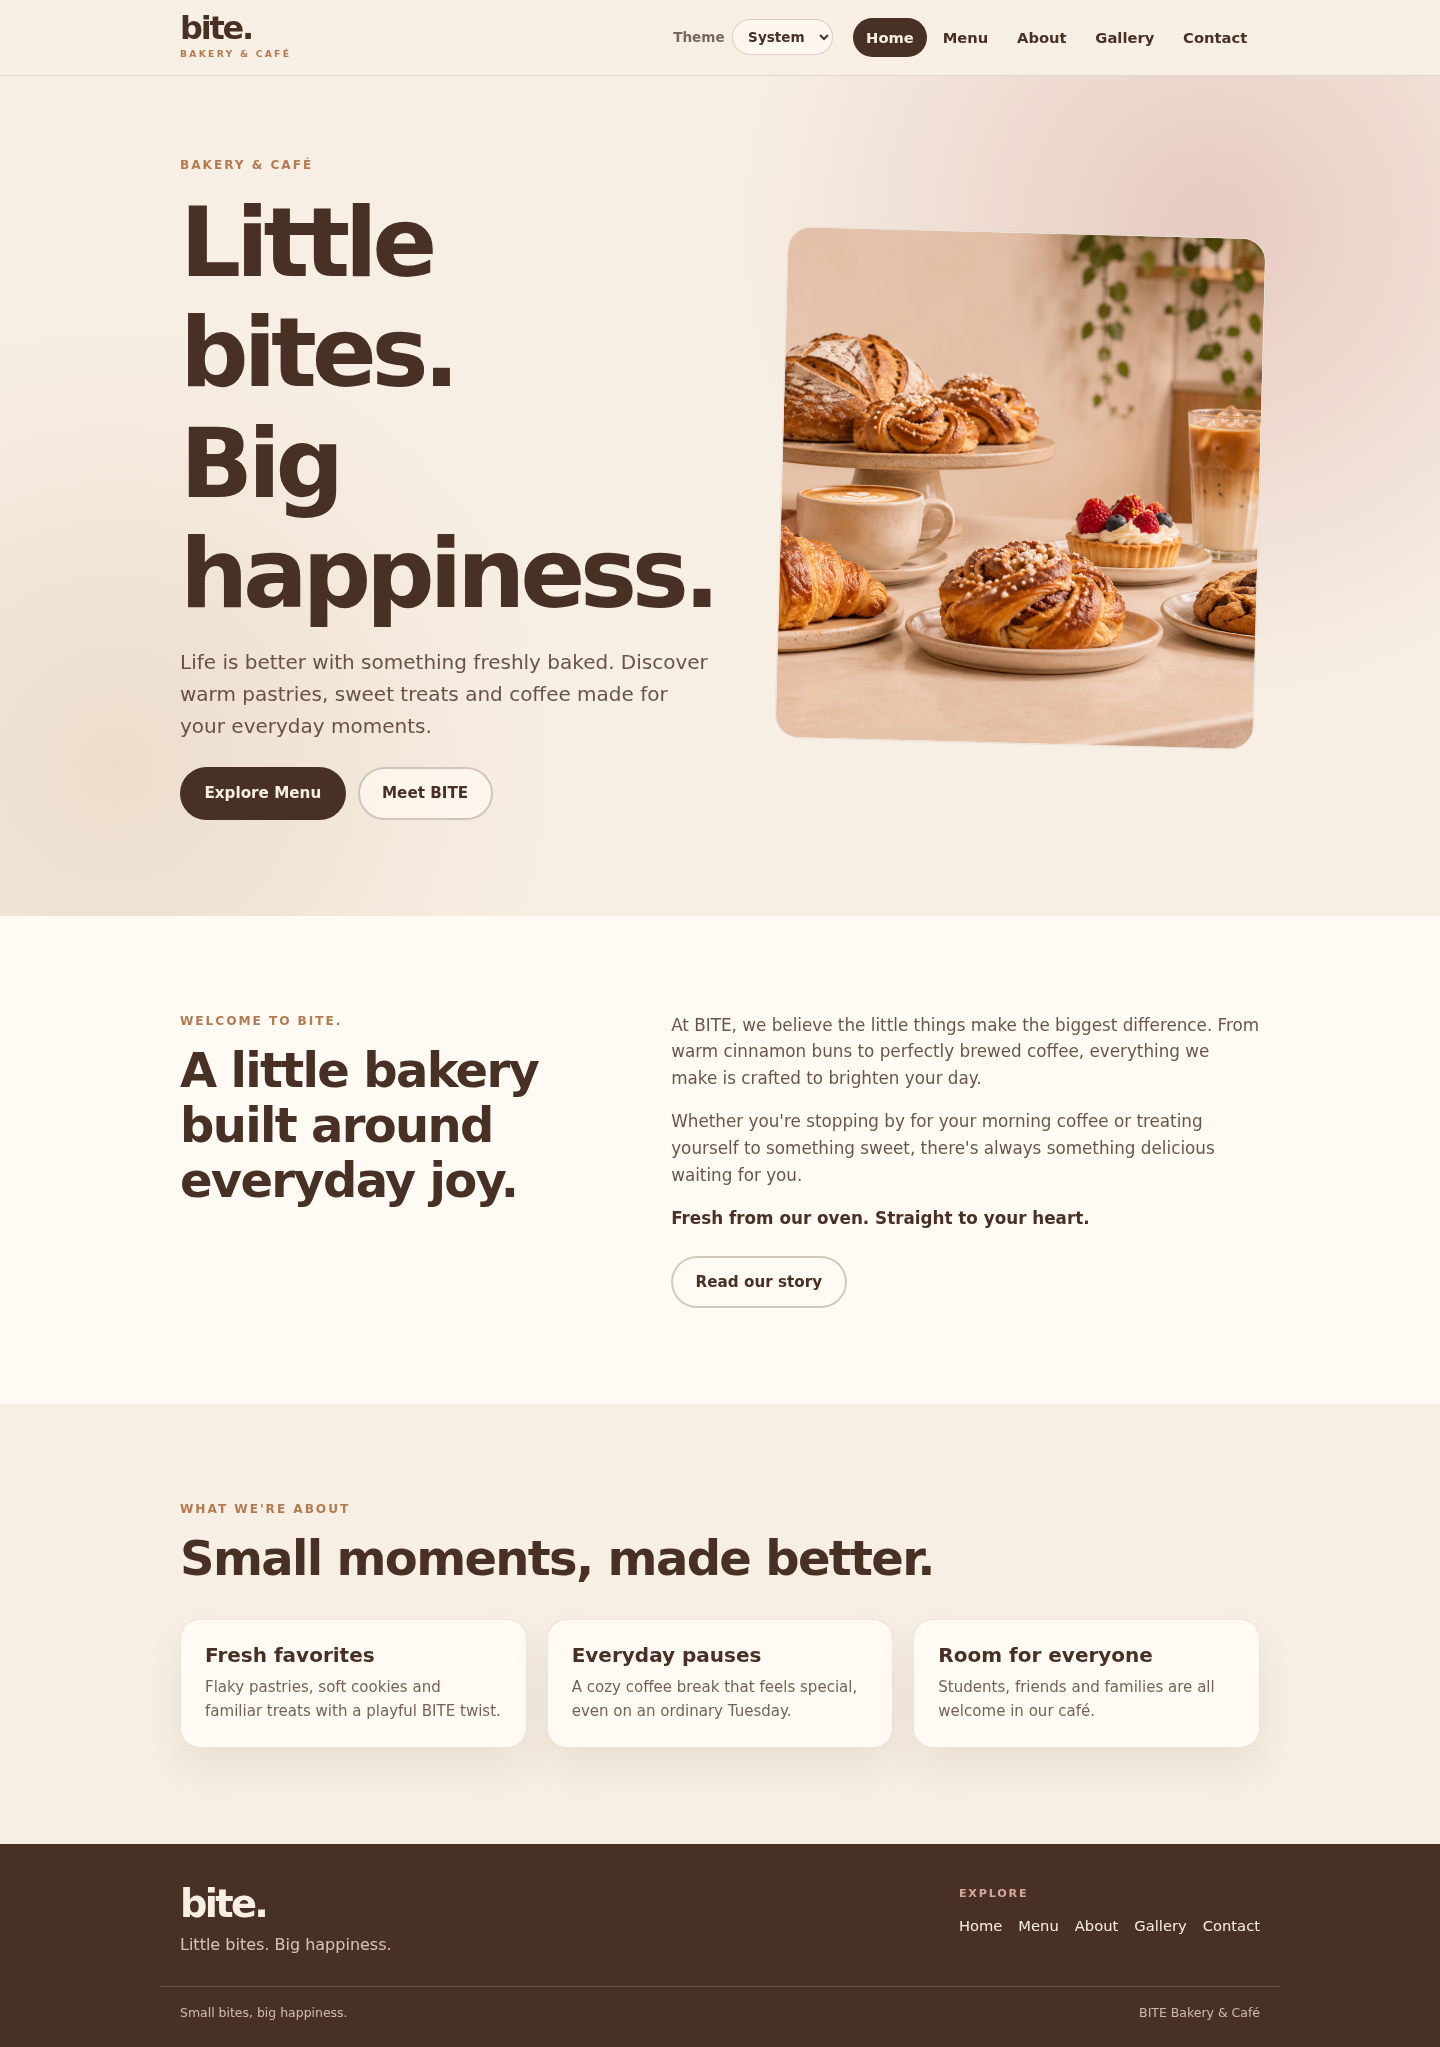 bite.
BAKERY & CAFÉ
Theme System Home Menu About Gallery Contact
BAKERY & CAFÉ
Little
bites.
Big
happiness.
Life is better with something freshly baked. Discover
warm pastries, sweet treats and coffee made for
your everyday moments.
Explore Menu Meet BITE
WELCOME TO BITE.
A little bakery
built around
everyday joy.
At BITE, we believe the little things make the biggest difference. From
warm cinnamon buns to perfectly brewed coffee, everything we
make is crafted to brighten your day.
Whether you're stopping by for your morning coffee or treating
yourself to something sweet, there's always something delicious
waiting for you.
Fresh from our oven. Straight to your heart.
Read our story
WHAT WE'RE ABOUT
Small moments, made better.
Fresh favorites
Flaky pastries, soft cookies and
familiar treats with a playful BITE twist.
Everyday pauses
A cozy coffee break that feels special,
even on an ordinary Tuesday.
Room for everyone
Students, friends and families are all
welcome in our café.
bite.
Little bites. Big happiness.
EXPLORE
Home Menu About Gallery Contact
Small bites, big happiness.
BITE Bakery & Café